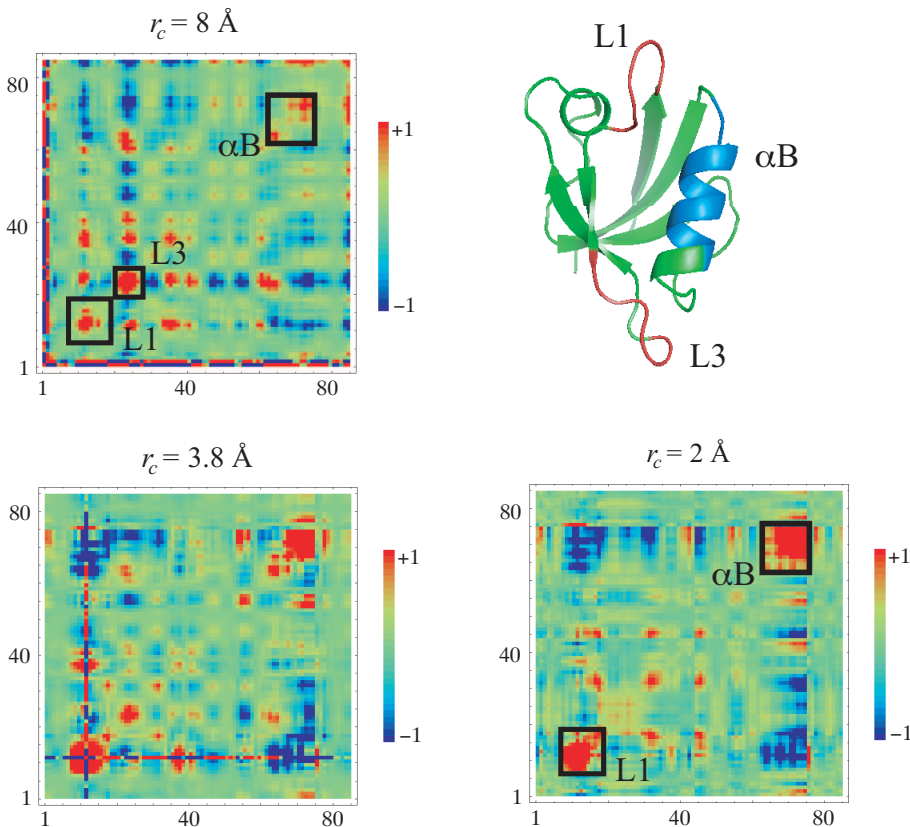 r_c = 8 Å
80
40
1
1 40 80
αB
L3
L1
+1
−1
L1
αB
L3
r_c = 3.8 Å
80
40
1
1 40 80
+1
−1
r_c = 2 Å
80
40
1
1 40 80
αB
L1
+1
−1